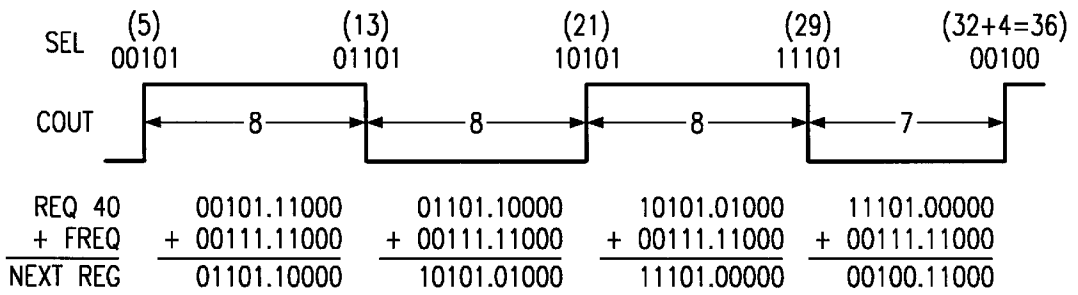 (5) (13) (21) (29) (32+4=36)
SEL 00101 01101 10101 11101 00100
COUT 8 8 8 7
REQ 40 00101.11000 01101.10000 10101.01000 11101.00000
+ FREQ + 00111.11000 + 00111.11000 + 00111.11000 + 00111.11000
NEXT REG 01101.10000 10101.01000 11101.00000 00100.11000